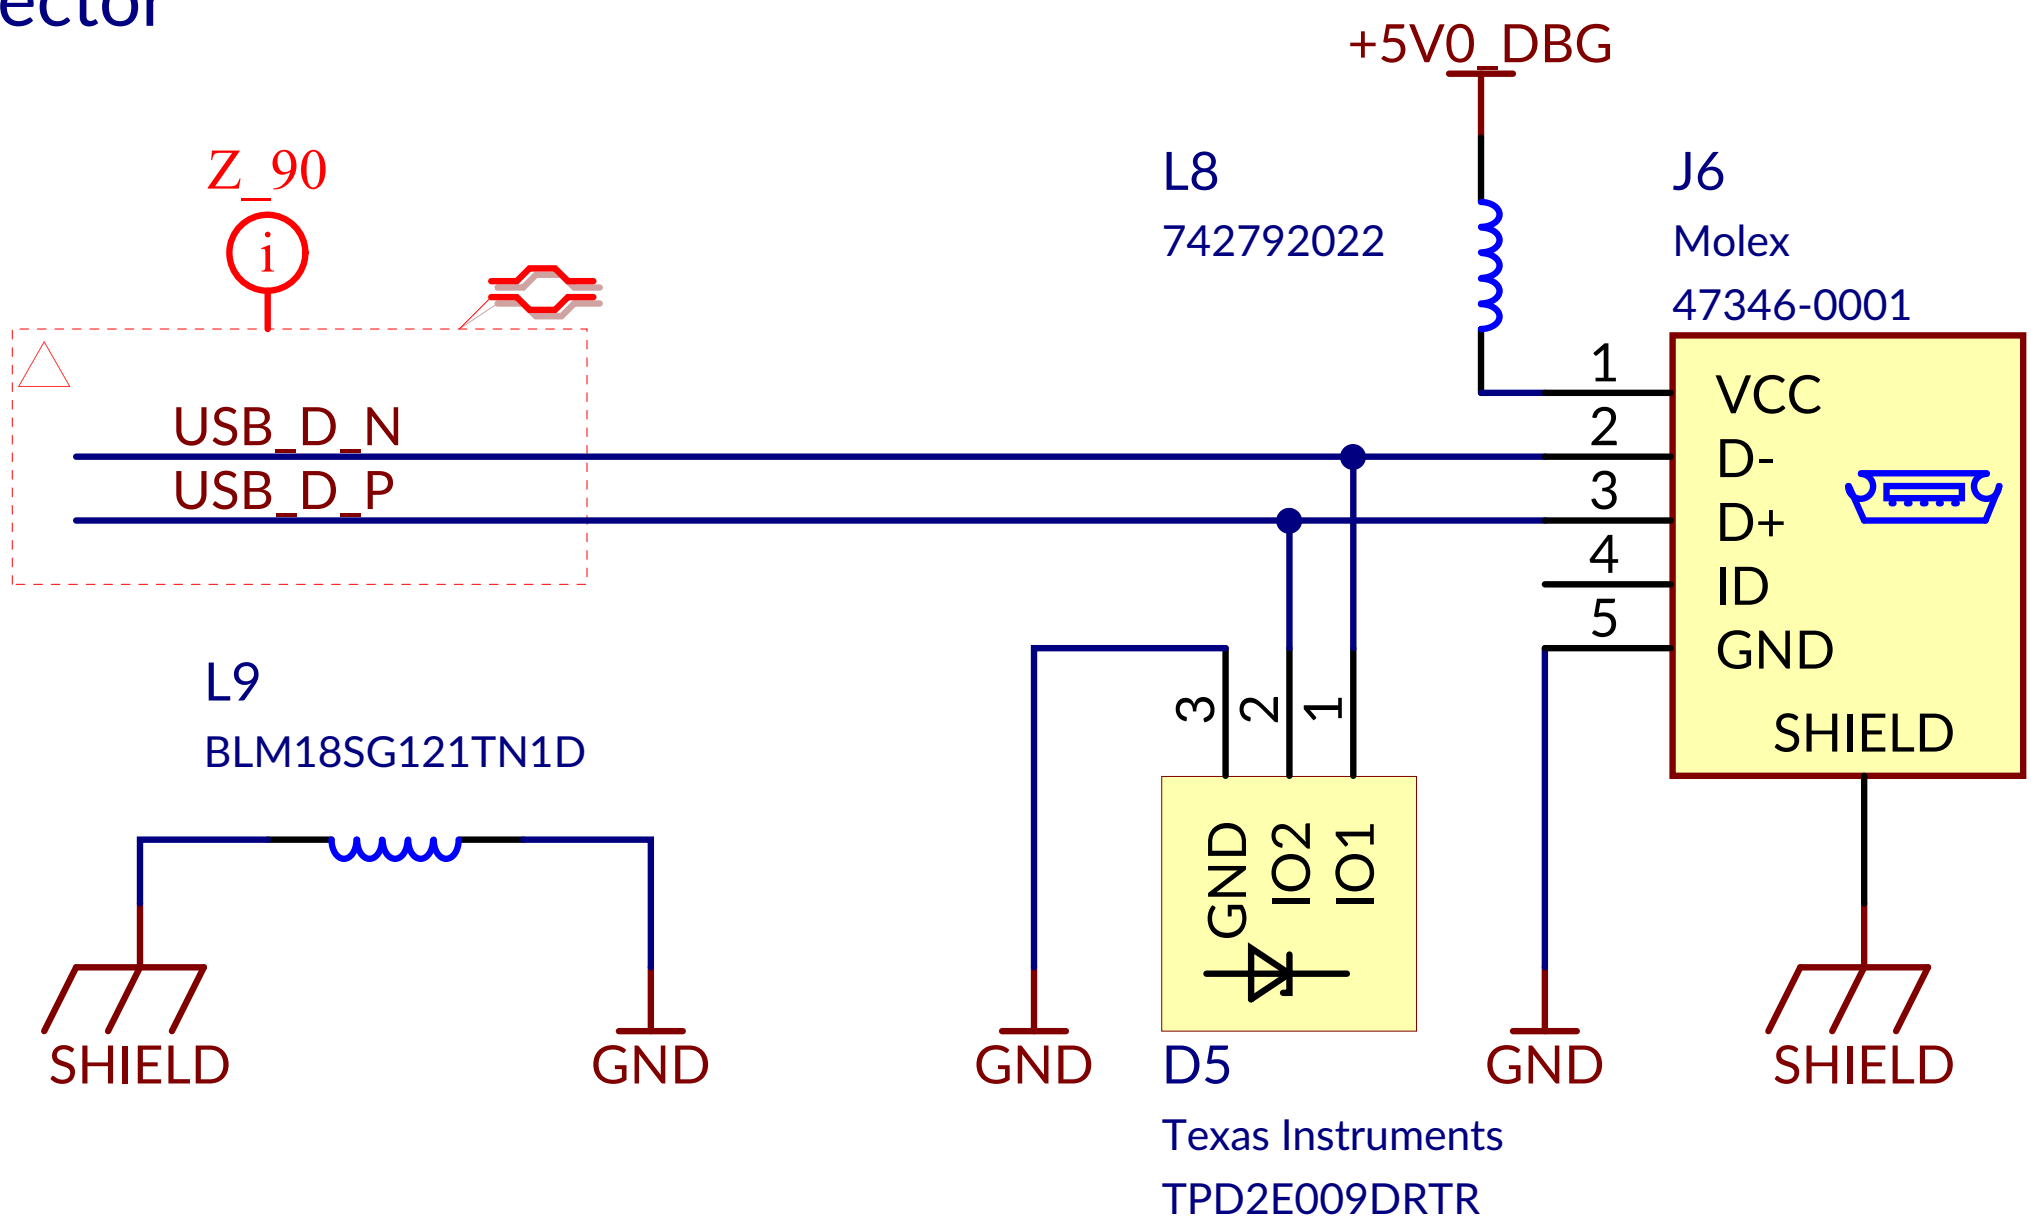 +5V0_DBG
Z_90
i
L8
742792022
J6
Molex
47346-0001
1
VCC
USB_D_N
2
D-
USB_D_P
3
D+
4
ID
5
GND
SHIELD
L9
BLM18SG121TN1D
3
2
1
GND
IO2
IO1
SHIELD
GND
GND
D5
Texas Instruments
TPD2E009DRTR
GND
SHIELD